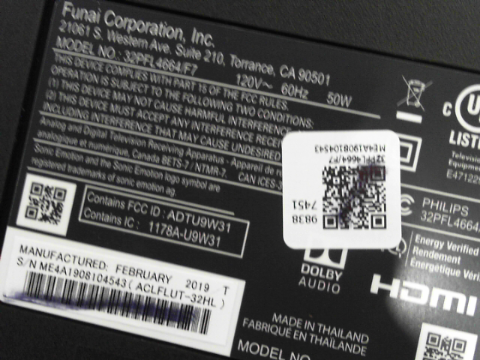 Funai Corporation, Inc.
21061 S. Western Ave. Suite 210, Torrance, CA 90501
MODEL NO : 32PFL4664/F7 120V~ 60Hz 50W
THIS DEVICE COMPLIES WITH PART 15 OF THE FCC RULES.
OPERATION IS SUBJECT TO THE FOLLOWING TWO CONDITIONS:
(1) THIS DEVICE MAY NOT CAUSE HARMFUL INTERFERENCE
(2) THIS DEVICE MUST ACCEPT ANY INTERFERENCE RECEIVED
INCLUDING INTERFERENCE THAT MAY CAUSE UNDESIRED
Analog and Digital Television Receiving Apparatus - Appareil de
analogique et numérique, Canada BETS-7 / NTMR-7. CAN ICES-3
Sonic Emotion and the Sonic Emotion logo symbol are
registered trademarks of sonic emotion ag
Contains FCC ID : ADTU9W31
Contains IC : 1178A-U9W31
MANUFACTURED: FEBRUARY 2019 T
S/N ME4A1908104543 ( ACLFLUT-32HL )
32PFL4664/F7
ME4A1908104543
9838
7451
C UL
LISTED
E47122
PHILIPS
32PFL4664
Energy Verified
Rendement
Énergétique
DOLBY
AUDIO
HDMI
MADE IN THAILAND
FABRIQUÉ EN THAÏLANDE
MODEL NO